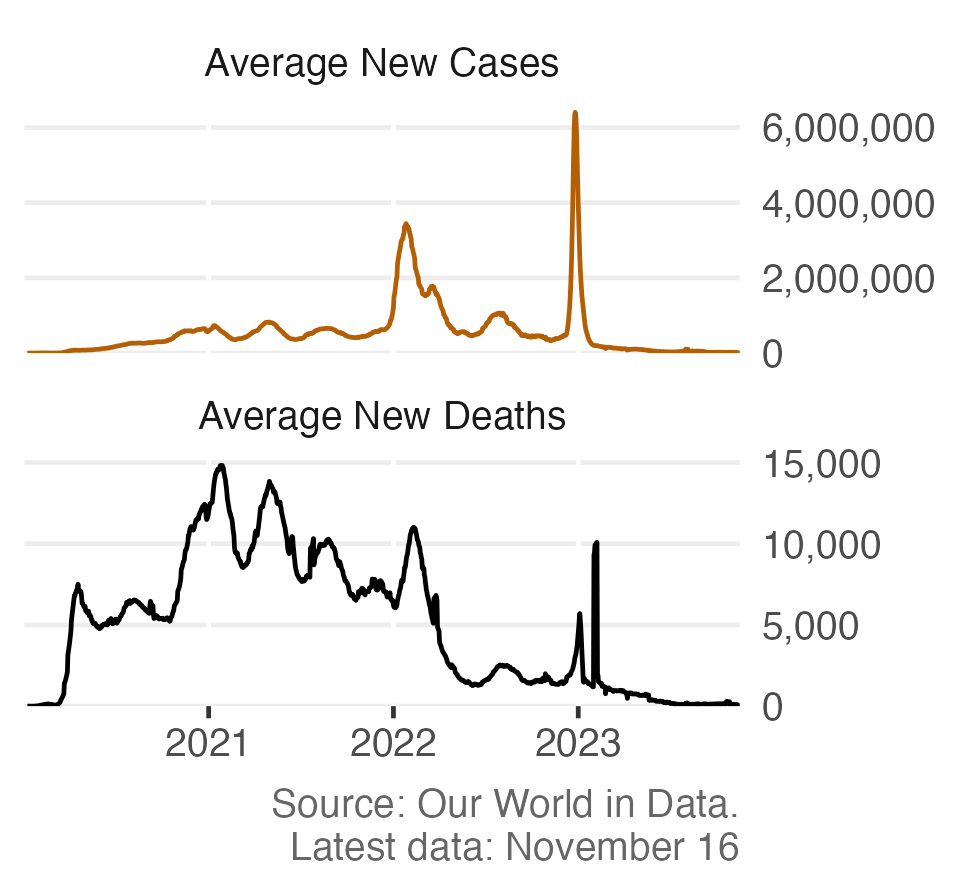 Average New Cases
6,000,000
4,000,000
2,000,000
0
Average New Deaths
15,000
10,000
5,000
0
2021 2022 2023
Source: Our World in Data.
Latest data: November 16